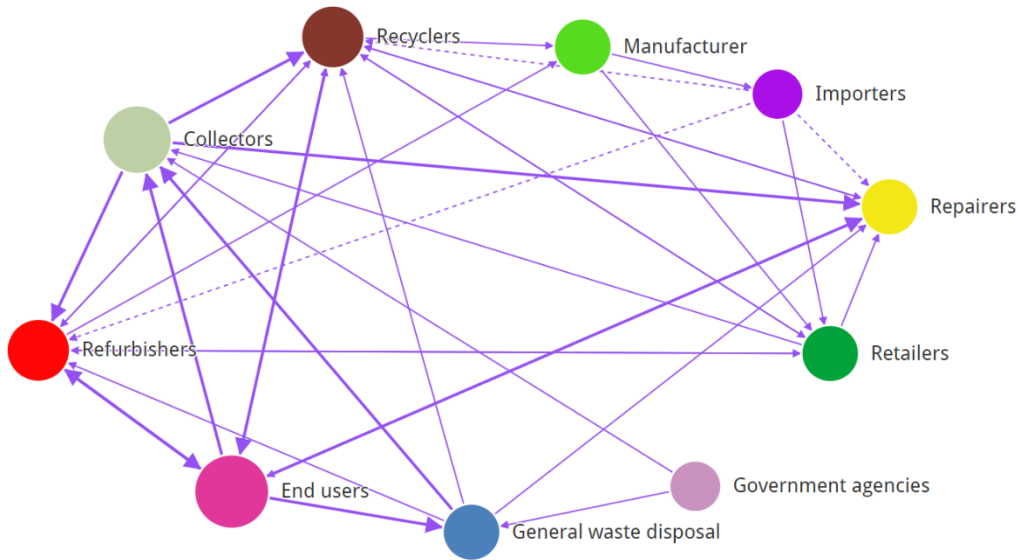 Recyclers
Manufacturer
Importers
Collectors
Repairers
Refurbishers
Retailers
End users
Government agencies
General waste disposal